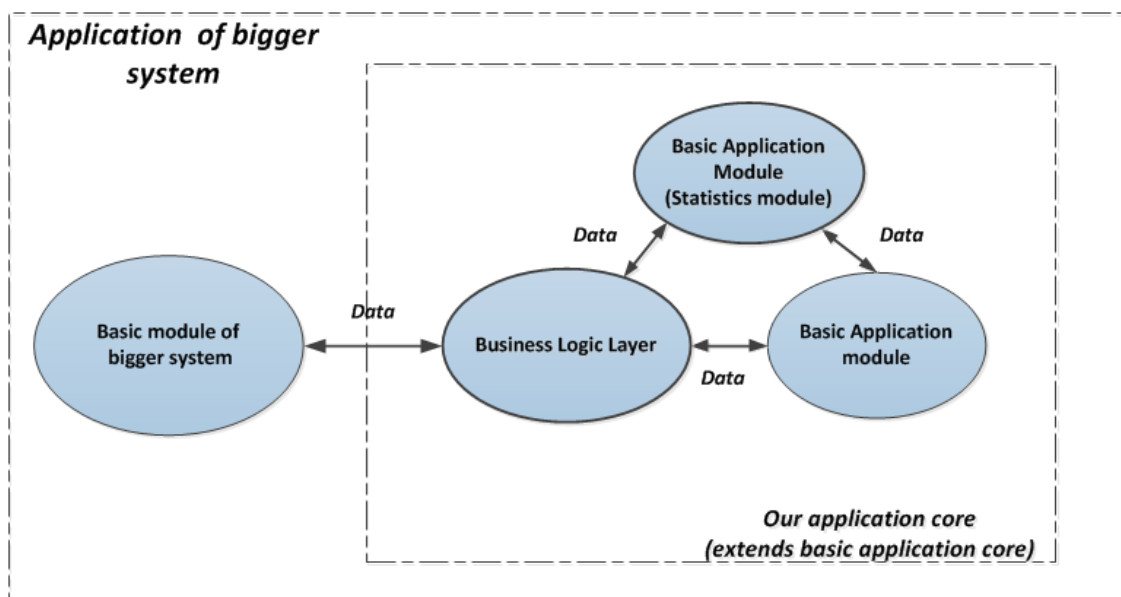 Application of bigger
system
Basic Application
Module
(Statistics module)
Data
Data
Basic module of
bigger system
Data
Business Logic Layer
Data
Basic Application
module
Our application core
(extends basic application core)